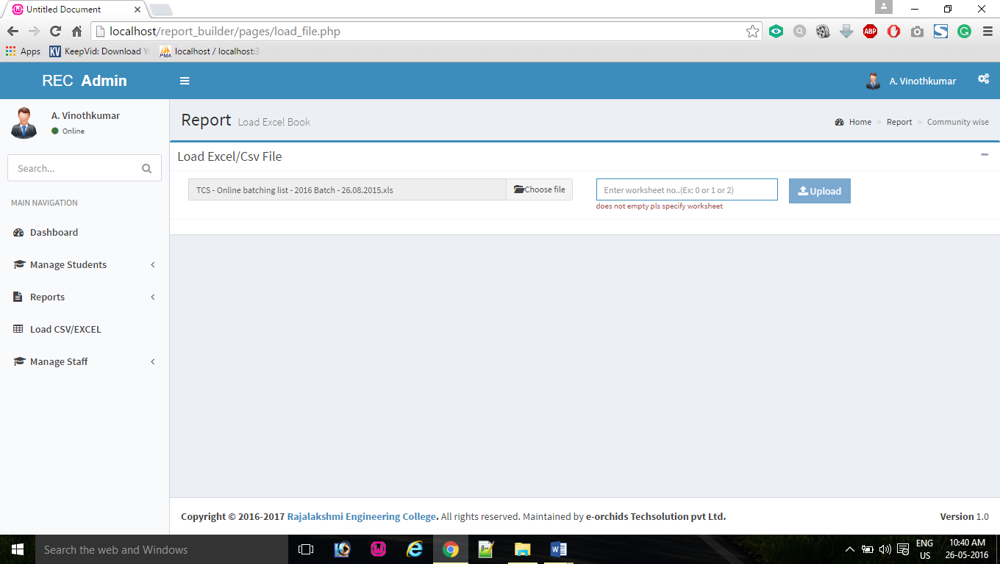 Untitled Document
localhost/report_builder/pages/load_file.php
ABP
Apps KV KeepVid: Download PMA localhost / localhost:
REC Admin A. Vinothkumar
A. Vinothkumar
Online
Report Load Excel Book
Home > Report > Community wise
Search...
Load Excel/Csv File
TCS - Online batching list - 2016 Batch - 26.08.2015.xls Choose file Enter worksheet no..(Ex: 0 or 1 or 2) Upload
does not empty pls specify worksheet
MAIN NAVIGATION
Dashboard
Manage Students
Reports
Load CSV/EXCEL
Manage Staff
Copyright © 2016-2017 Rajalakshmi Engineering College. All rights reserved. Maintained by e-orchids Techsolution pvt Ltd. Version 1.0
Search the web and Windows
ENG
US
10:40 AM
26-05-2016